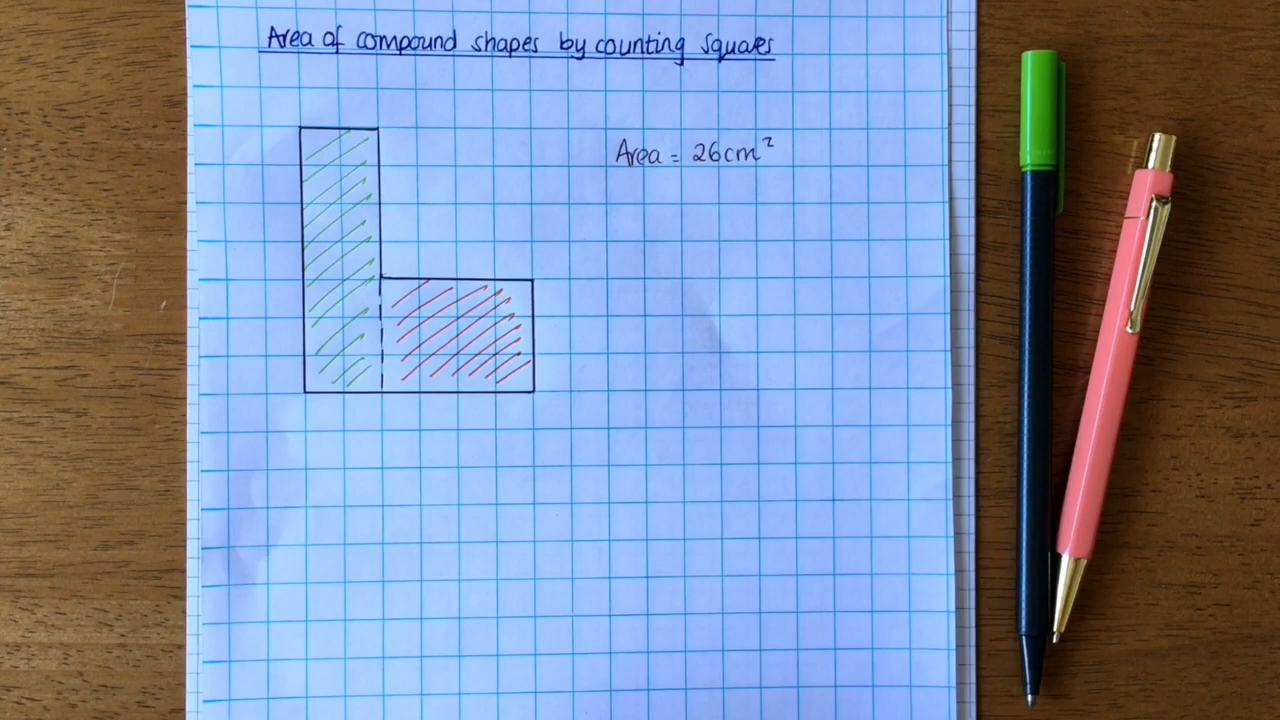 Area of compound shapes by counting squares
Area = 26cm²